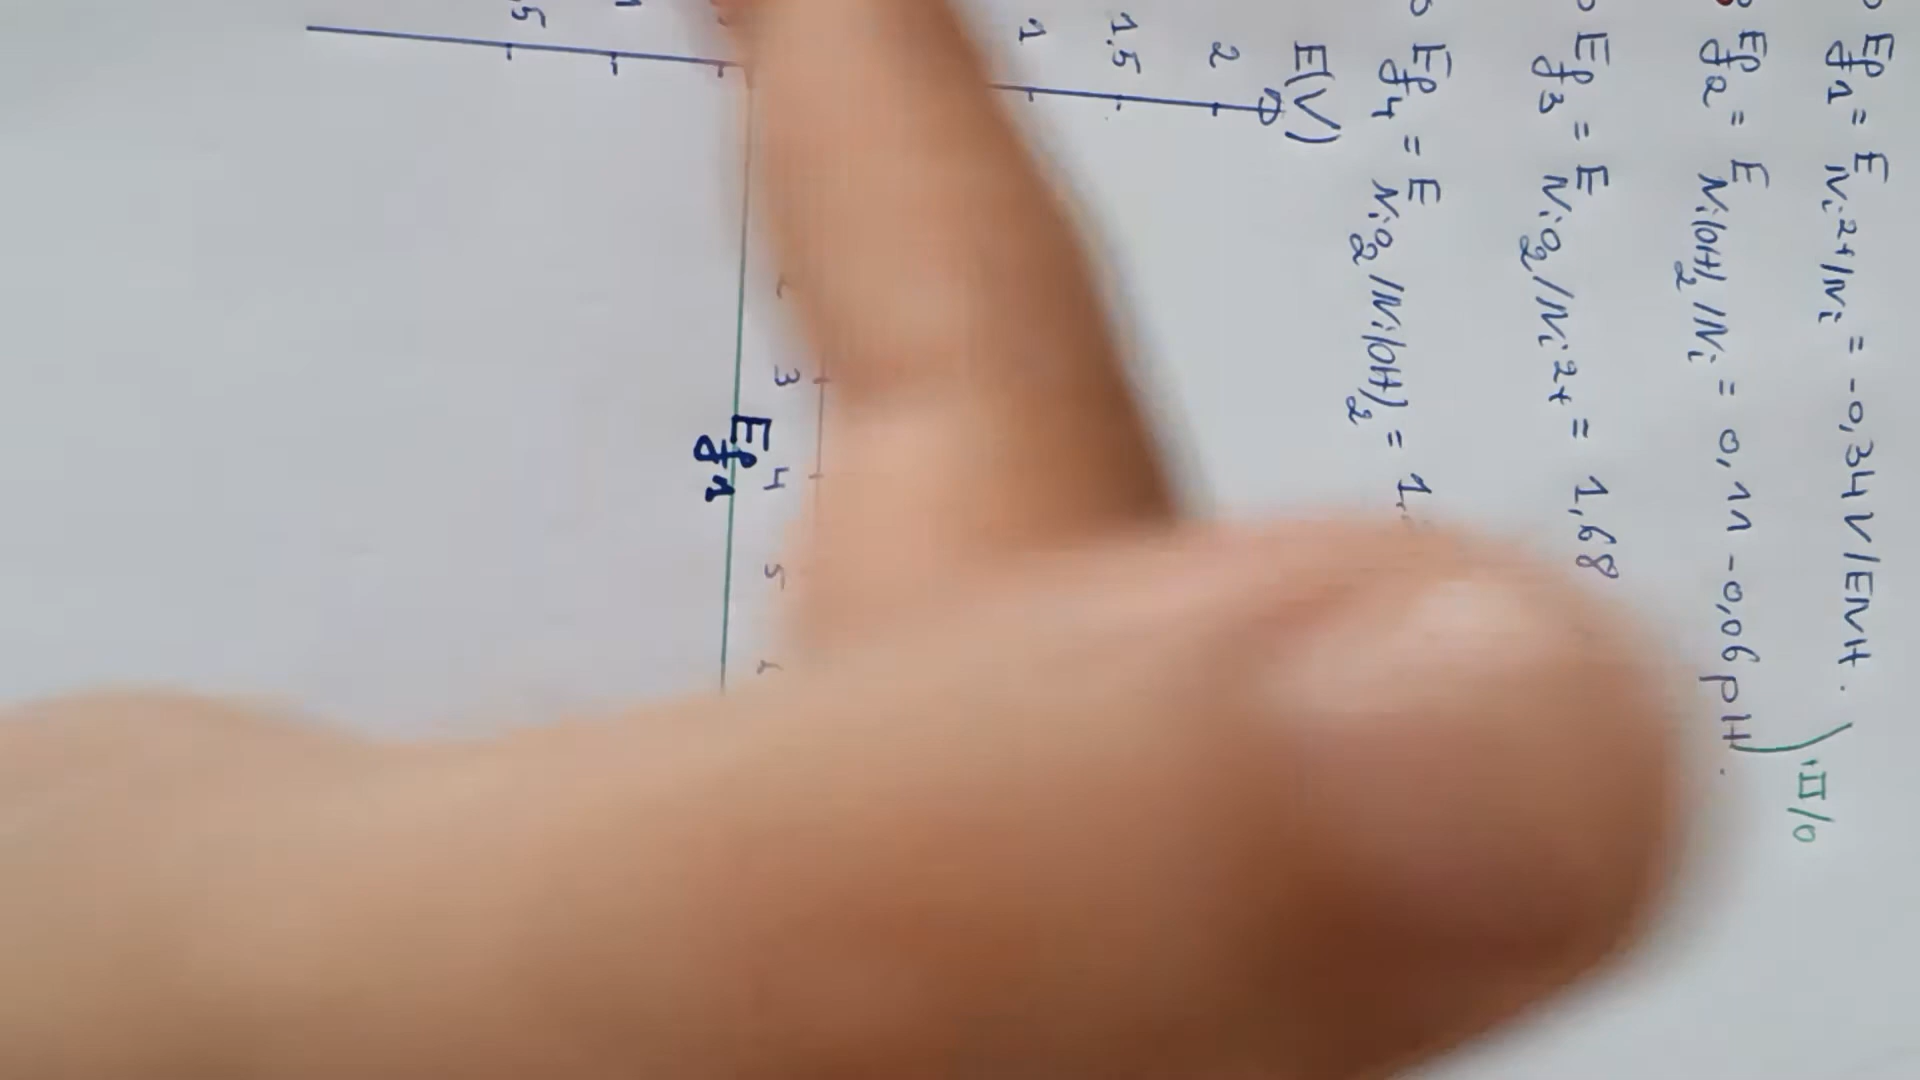 Ef1 = E Ni2+/Ni = -0,34 V/ENH.
Ef2 = E Ni(OH)2/Ni = 0,11 -0,06 pH.
II/0
Ef3 = E NiO2/Ni2+ = 1,68
Ef4 = E NiO2/Ni(OH)2 = 1,
E(V)
2
1.5
1
3
4
5
Ef1